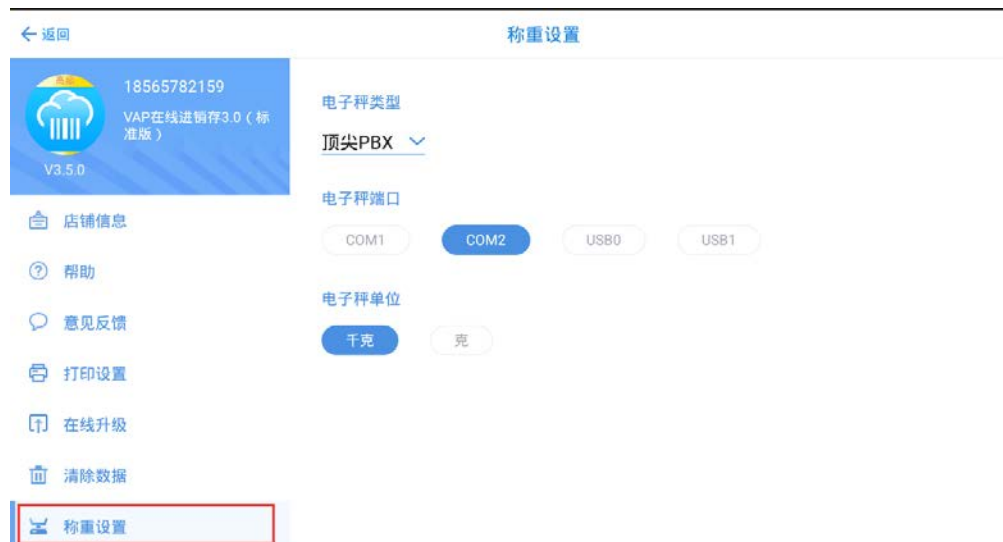 返回
称重设置
18565782159
VAP在线进销存3.0（标
准版）
V3.5.0
店铺信息
帮助
意见反馈
打印设置
在线升级
清除数据
称重设置
电子秤类型
顶尖PBX
电子秤端口
COM1 COM2 USB0 USB1
电子秤单位
千克 克